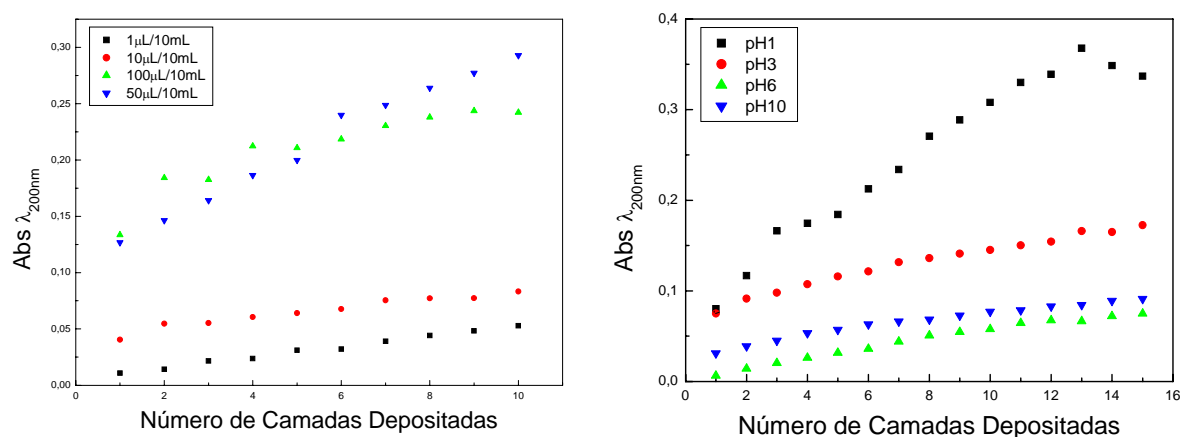 1μL/10mL
10μL/10mL
100μL/10mL
50μL/10mL
0,30
0,25
0,20
0,15
0,10
0,05
0,00
Abs λ200nm
0 2 4 6 8 10
Número de Camadas Depositadas
pH1
pH3
pH6
pH10
0,4
0,3
0,2
0,1
0,0
Abs λ200nm
0 2 4 6 8 10 12 14 16
Número de Camadas Depositadas